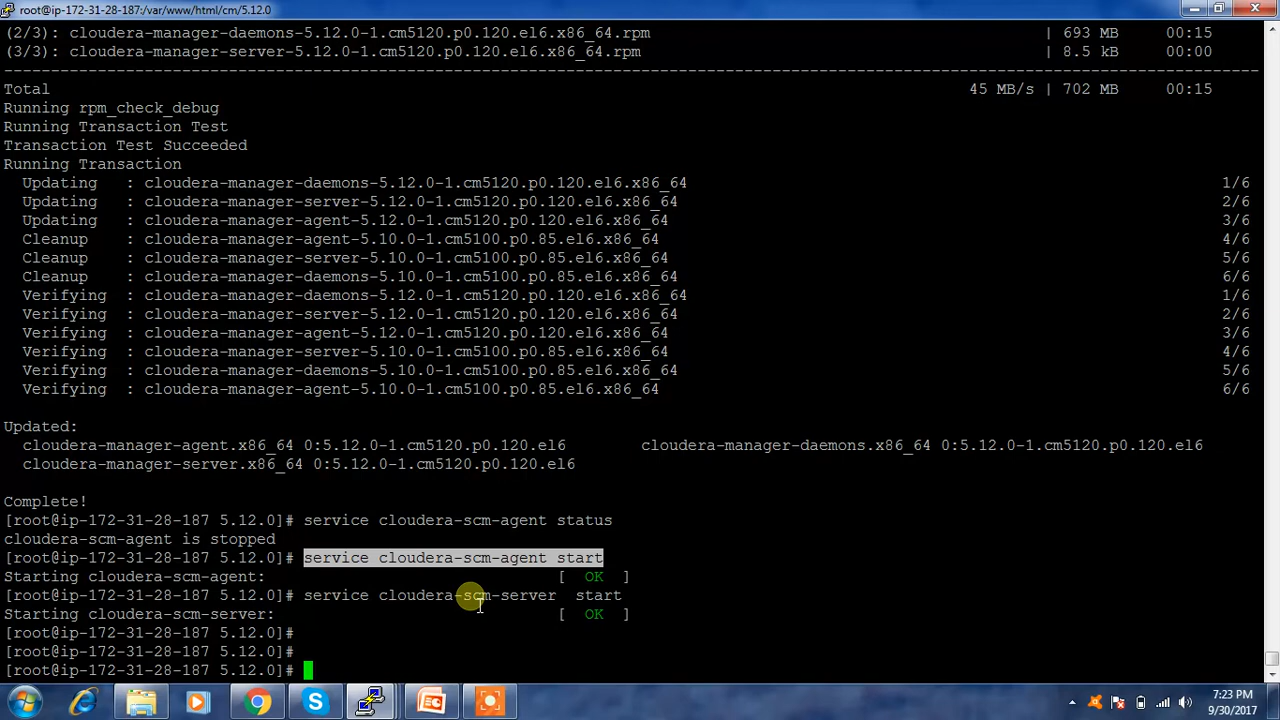 root@ip-172-31-28-187:/var/www/html/cm/5.12.0
(2/3): cloudera-manager-daemons-5.12.0-1.cm5120.p0.120.el6.x86_64.rpm | 693 MB 00:15
(3/3): cloudera-manager-server-5.12.0-1.cm5120.p0.120.el6.x86_64.rpm | 8.5 kB 00:00
--------------------------------------------------------------------------------
Total 45 MB/s | 702 MB 00:15
Running rpm_check_debug
Running Transaction Test
Transaction Test Succeeded
Running Transaction
Updating : cloudera-manager-daemons-5.12.0-1.cm5120.p0.120.el6.x86_64 1/6
Updating : cloudera-manager-server-5.12.0-1.cm5120.p0.120.el6.x86_64 2/6
Updating : cloudera-manager-agent-5.12.0-1.cm5120.p0.120.el6.x86_64 3/6
Cleanup : cloudera-manager-agent-5.10.0-1.cm5100.p0.85.el6.x86_64 4/6
Cleanup : cloudera-manager-server-5.10.0-1.cm5100.p0.85.el6.x86_64 5/6
Cleanup : cloudera-manager-daemons-5.10.0-1.cm5100.p0.85.el6.x86_64 6/6
Verifying : cloudera-manager-daemons-5.12.0-1.cm5120.p0.120.el6.x86_64 1/6
Verifying : cloudera-manager-server-5.12.0-1.cm5120.p0.120.el6.x86_64 2/6
Verifying : cloudera-manager-agent-5.12.0-1.cm5120.p0.120.el6.x86_64 3/6
Verifying : cloudera-manager-server-5.10.0-1.cm5100.p0.85.el6.x86_64 4/6
Verifying : cloudera-manager-daemons-5.10.0-1.cm5100.p0.85.el6.x86_64 5/6
Verifying : cloudera-manager-agent-5.10.0-1.cm5100.p0.85.el6.x86_64 6/6
Updated:
cloudera-manager-agent.x86_64 0:5.12.0-1.cm5120.p0.120.el6 cloudera-manager-daemons.x86_64 0:5.12.0-1.cm5120.p0.120.el6
cloudera-manager-server.x86_64 0:5.12.0-1.cm5120.p0.120.el6
Complete!
[root@ip-172-31-28-187 5.12.0]# service cloudera-scm-agent status
cloudera-scm-agent is stopped
[root@ip-172-31-28-187 5.12.0]# service cloudera-scm-agent start
Starting cloudera-scm-agent: [ OK ]
[root@ip-172-31-28-187 5.12.0]# service cloudera-scm-server start
Starting cloudera-scm-server: [ OK ]
[root@ip-172-31-28-187 5.12.0]#
[root@ip-172-31-28-187 5.12.0]#
[root@ip-172-31-28-187 5.12.0]#
7:23 PM
9/30/2017